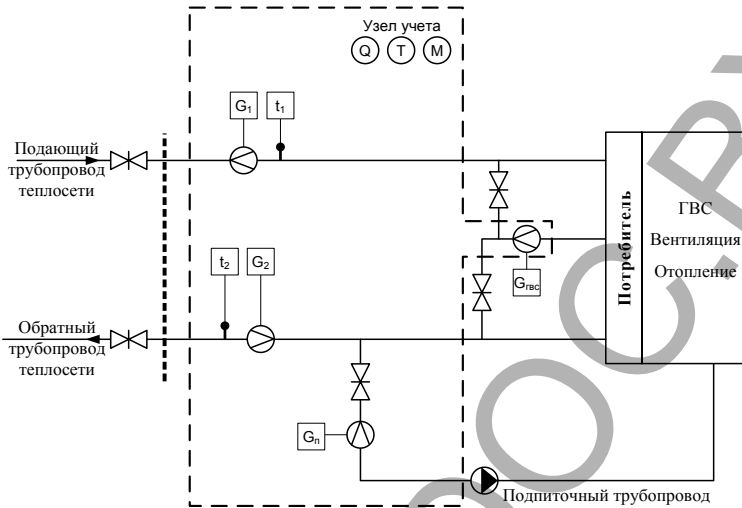 Узел учета
Q T M
G₁ t₁
Подающий
трубопровод
теплосети
ГВС
Вентиляция
Отопление
Потребитель
t₂ G₂
Gгвс
Обратный
трубопровод
теплосети
Gп
Подпиточный трубопровод